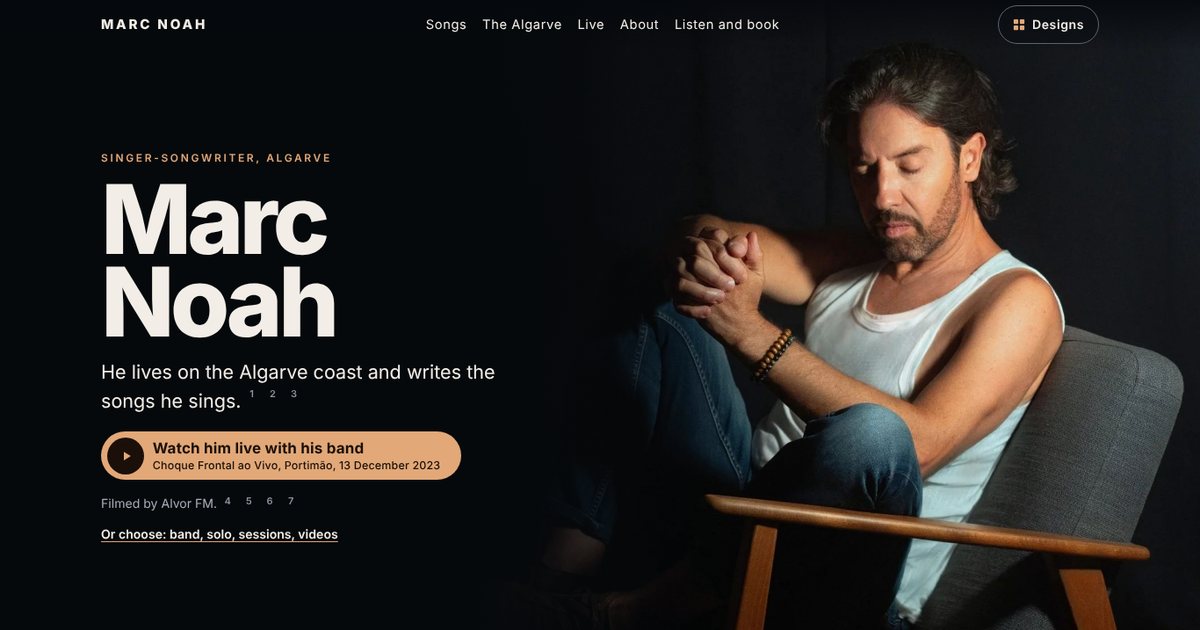 MARC NOAH
Songs The Algarve Live About Listen and book
Designs
SINGER-SONGWRITER, ALGARVE
Marc
Noah
He lives on the Algarve coast and writes the
songs he sings. 1 2 3
Watch him live with his band
Choque Frontal ao Vivo, Portimão, 13 December 2023
Filmed by Alvor FM. 4 5 6 7
Or choose: band, solo, sessions, videos